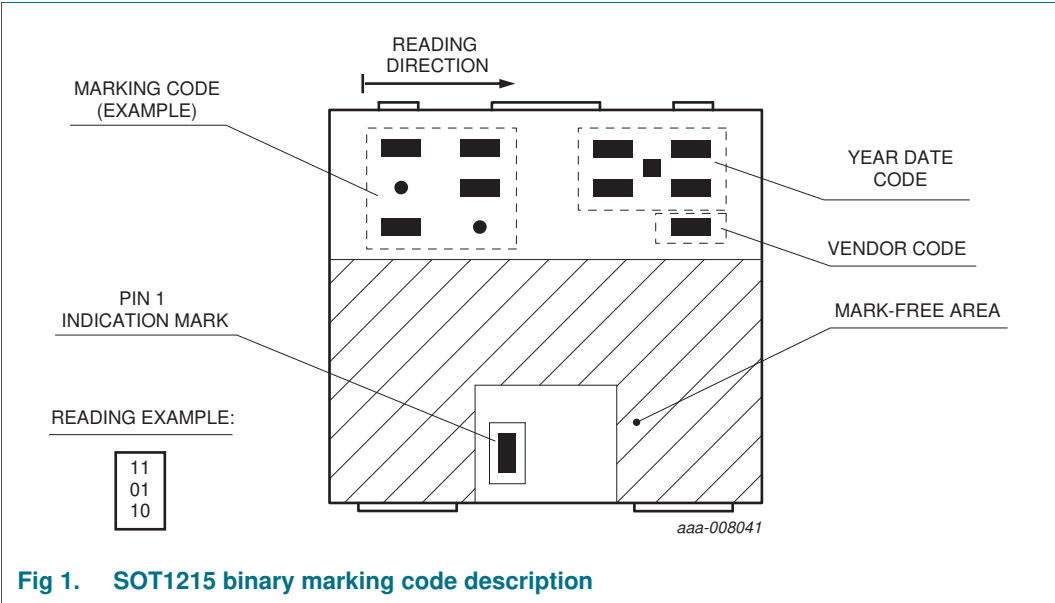 READING
DIRECTION
MARKING CODE
(EXAMPLE)
YEAR DATE
CODE
VENDOR CODE
PIN 1
INDICATION MARK
MARK-FREE AREA
READING EXAMPLE:
11
01
10
aaa-008041
Fig 1. SOT1215 binary marking code description